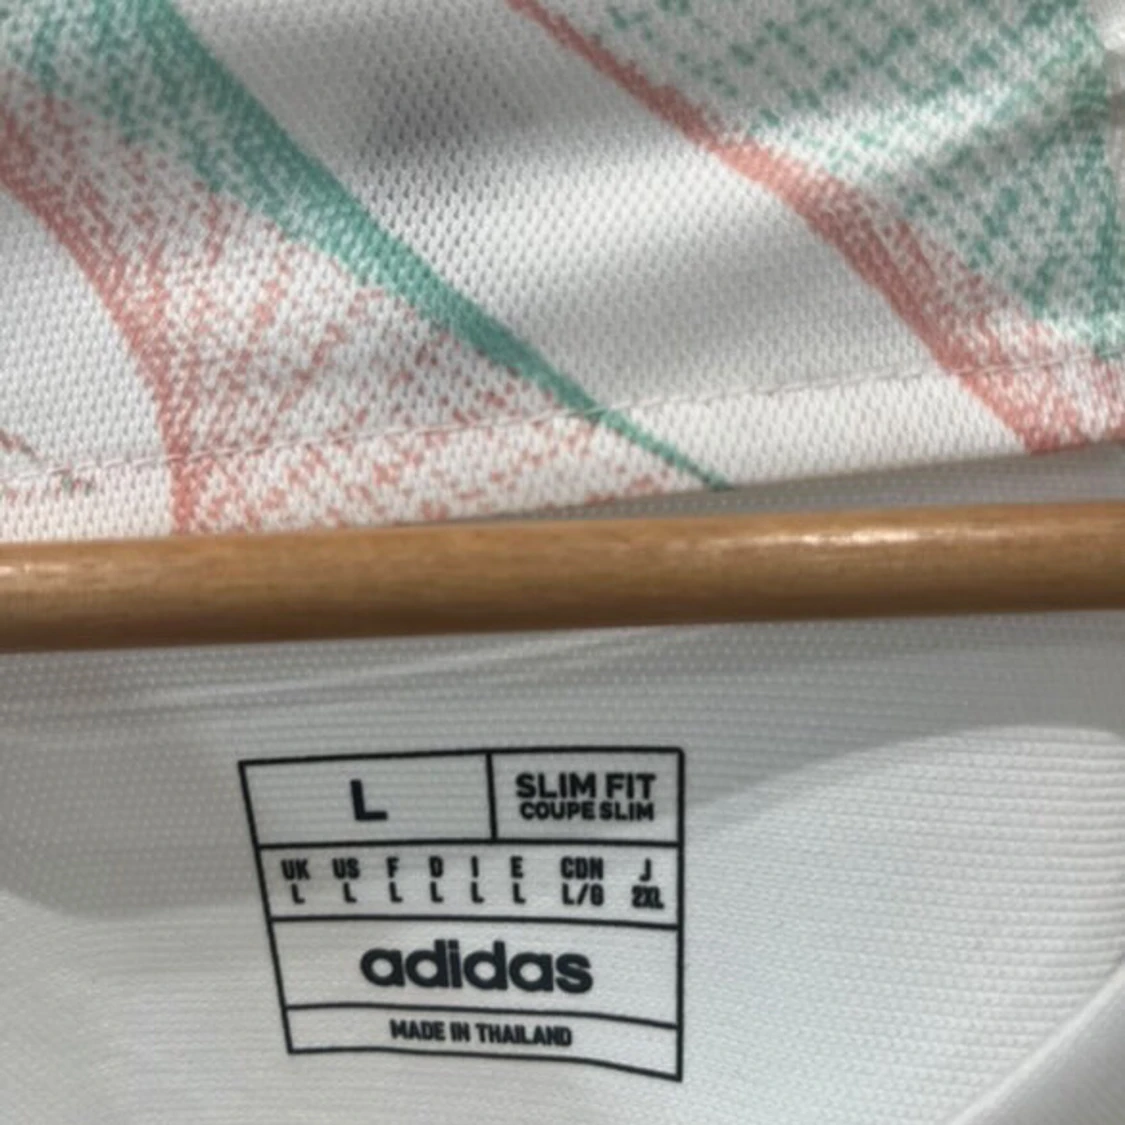 L
SLIM FIT
COUPE SLIM
UK US F D I E CDN J
L L L L L L L/G 2XL
adidas
MADE IN THAILAND